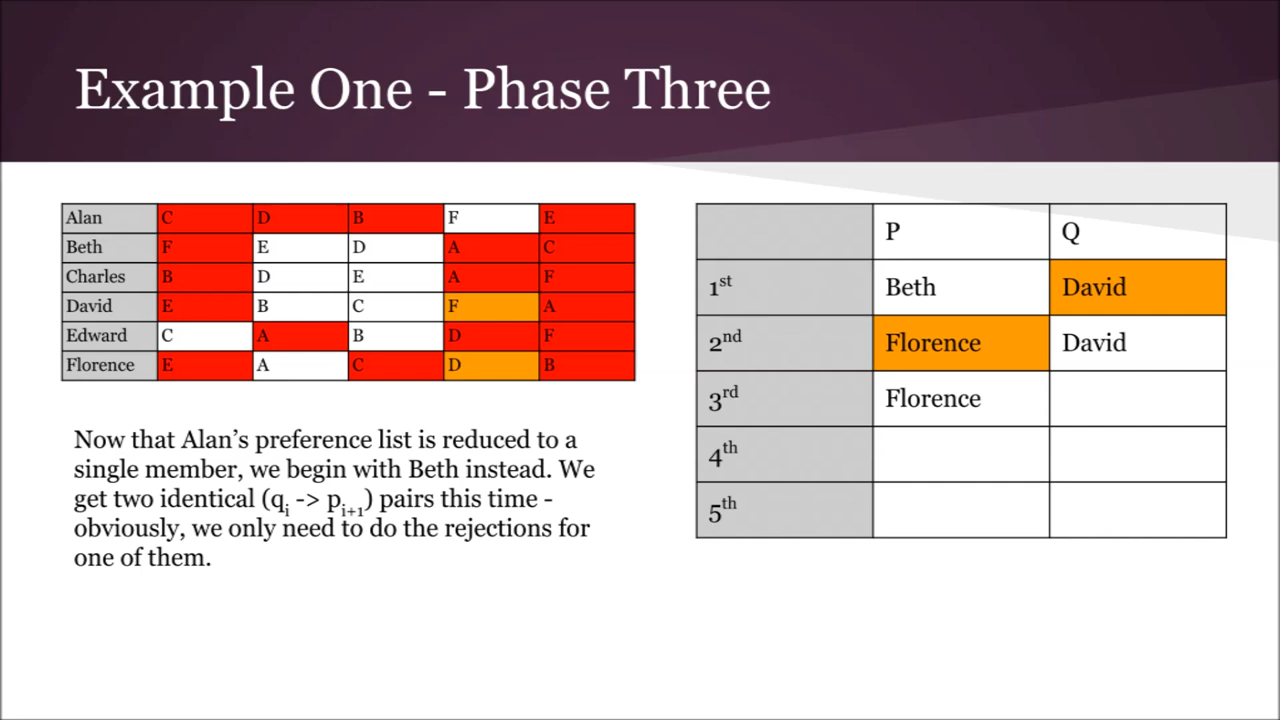 Example One - Phase Three
Alan C D B F E
Beth F E D A C
Charles B D E A F
David E B C F A
Edward C A B D F
Florence E A C D B
Now that Alan's preference list is reduced to a
single member, we begin with Beth instead. We
get two identical (qi -> pi+1) pairs this time -
obviously, we only need to do the rejections for
one of them.
P Q
1st Beth David
2nd Florence David
3rd Florence
4th
5th